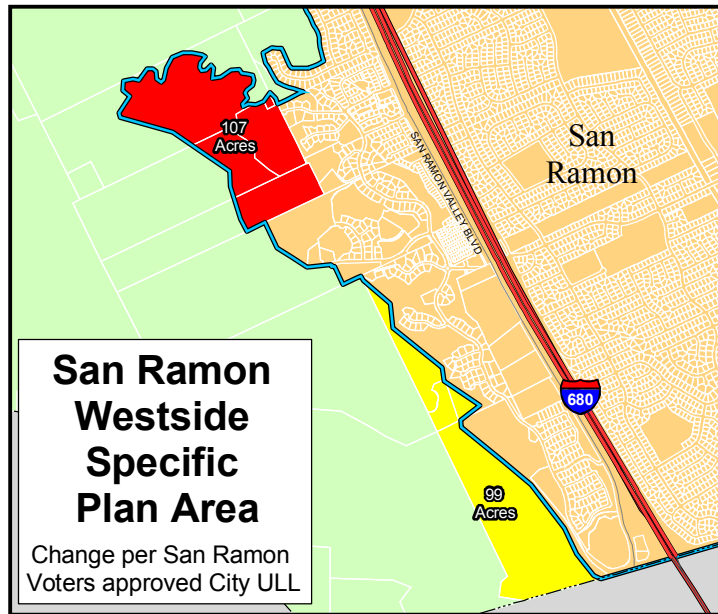 107
Acres
San
Ramon
SAN RAMON VALLEY BLVD
680
99
Acres
San Ramon
Westside
Specific
Plan Area
Change per San Ramon
Voters approved City ULL